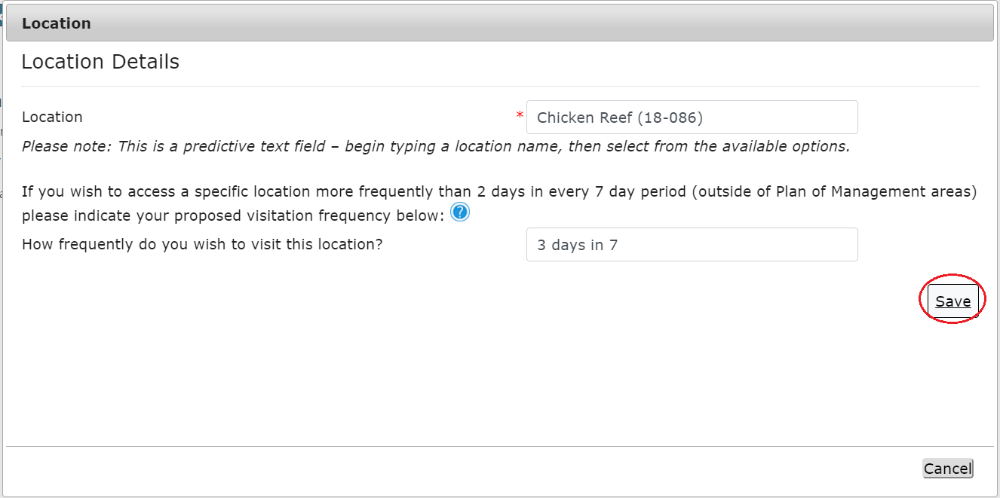 Location
Location Details
Location * Chicken Reef (18-086)
Please note: This is a predictive text field – begin typing a location name, then select from the available options.
If you wish to access a specific location more frequently than 2 days in every 7 day period (outside of Plan of Management areas)
please indicate your proposed visitation frequency below: ?
How frequently do you wish to visit this location? 3 days in 7
Save
Cancel